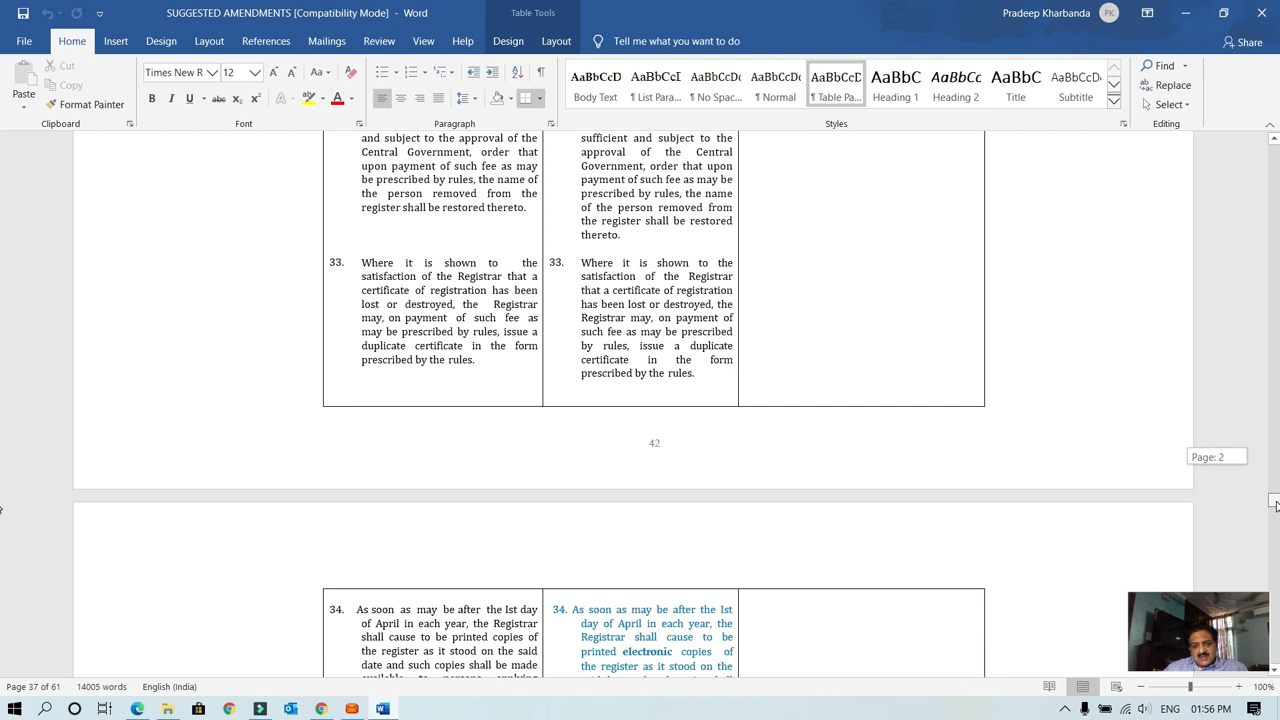 SUGGESTED AMENDMENTS [Compatibility Mode] - Word
Table Tools
Pradeep Kharbanda
PK
File
Home
Insert
Design
Layout
References
Mailings
Review
View
Help
Design
Layout
Tell me what you want to do
Share
Paste
Cut
Copy
Format Painter
Clipboard
Times New R
12
Font
Paragraph
AaBbCcD
Body Text
AaBbCcI
¶ List Para...
AaBbCcDc
¶ No Spac...
AaBbCcDc
¶ Normal
AaBbCcD
¶ Table Pa...
AaBbC
Heading 1
AaBbCc
Heading 2
AaBbC
Title
AaBbCcD
Subtitle
Styles
Find
Replace
Select
Editing
and subject to the approval of the
Central Government, order that
upon payment of such fee as may
be prescribed by rules, the name of
the person removed from the
register shall be restored thereto.
sufficient and subject to the
approval of the Central
Government, order that upon
payment of such fee as may be
prescribed by rules, the name
of the person removed from
the register shall be restored
thereto.
33. Where it is shown to the
satisfaction of the Registrar that a
certificate of registration has been
lost or destroyed, the Registrar
may, on payment of such fee as
may be prescribed by rules, issue a
duplicate certificate in the form
prescribed by the rules.
33. Where it is shown to the
satisfaction of the Registrar
that a certificate of registration
has been lost or destroyed, the
Registrar may, on payment of
such fee as may be prescribed
by rules, issue a duplicate
certificate in the form
prescribed by the rules.
42
Page: 2
34. As soon as may be after the Ist day
of April in each year, the Registrar
shall cause to be printed copies of
the register as it stood on the said
date and such copies shall be made
available to persons applying
34. As soon as may be after the Ist
day of April in each year, the
Registrar shall cause to be
printed electronic copies of
the register as it stood on the
Page 37 of 61
14005 words
English (India)
100%
ENG
01:56 PM